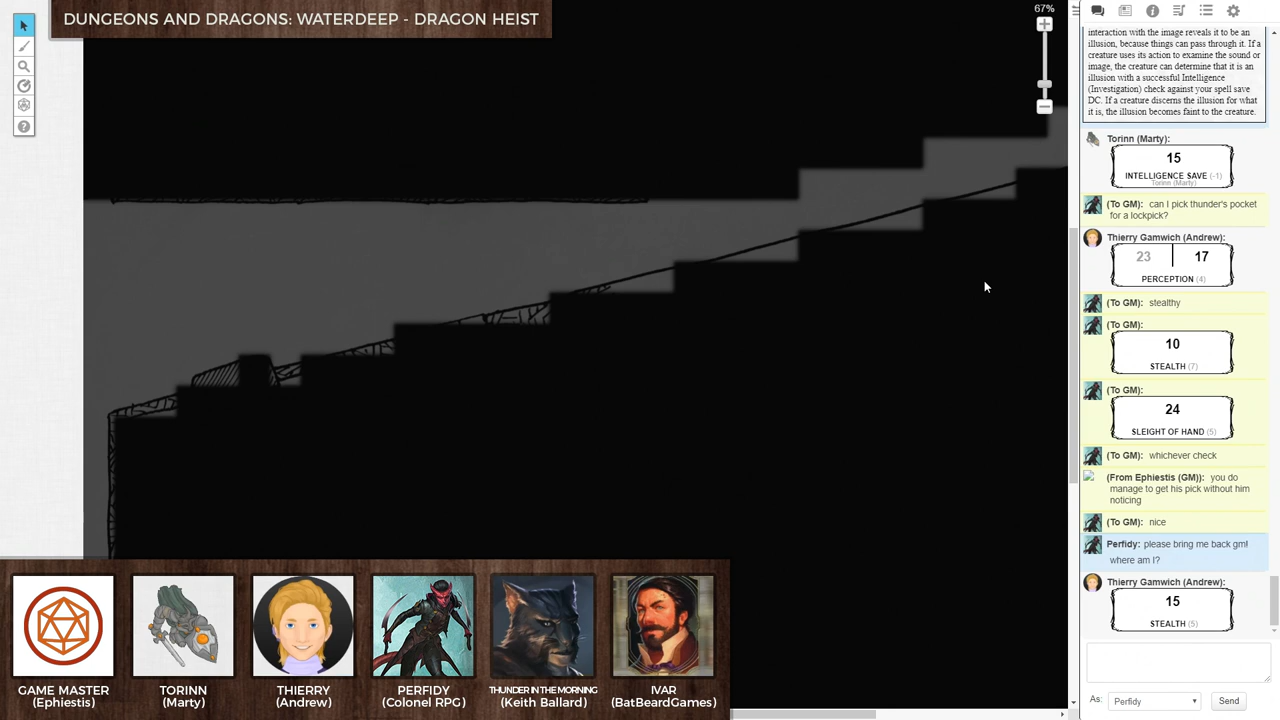 DUNGEONS AND DRAGONS: WATERDEEP - DRAGON HEIST
67%
interaction with the image reveals it to be an
illusion, because things can pass through it. If a
creature uses its action to examine the sound or
image, the creature can determine that it is an
illusion with a successful Intelligence
(Investigation) check against your spell save
DC. If a creature discerns the illusion for what
it is, the illusion becomes faint to the creature.
Torinn (Marty):
15
INTELLIGENCE SAVE (-1)
Torinn (Marty)
(To GM): can I pick thunder's pocket
for a lockpick?
Thierry Gamwich (Andrew):
23 17
PERCEPTION (4)
(To GM): stealthy
(To GM):
10
STEALTH (7)
(To GM):
24
SLEIGHT OF HAND (5)
(To GM): whichever check
(From Ephiestis (GM)): you do
manage to get his pick without him
noticing
(To GM): nice
Perfidy: please bring me back gm!
where am I?
Thierry Gamwich (Andrew):
15
STEALTH (5)
As: Perfidy Send
GAME MASTER
(Ephiestis)
TORINN
(Marty)
THIERRY
(Andrew)
PERFIDY
(Colonel RPG)
THUNDER IN THE MORNING
(Keith Ballard)
IVAR
(BatBeardGames)